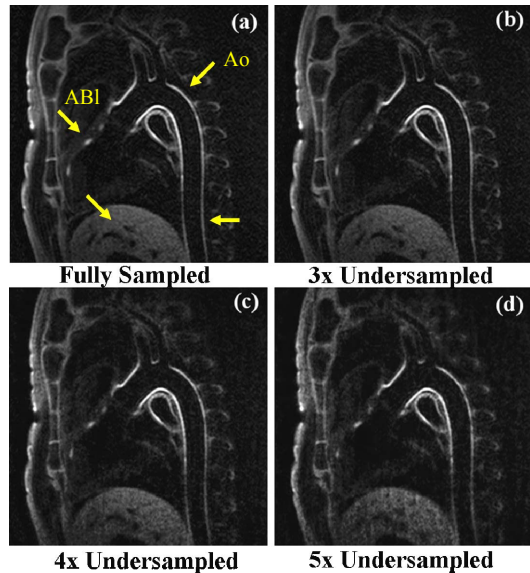 (a)
Ao
ABl
Fully Sampled
(b)
3x Undersampled
(c)
4x Undersampled
(d)
5x Undersampled